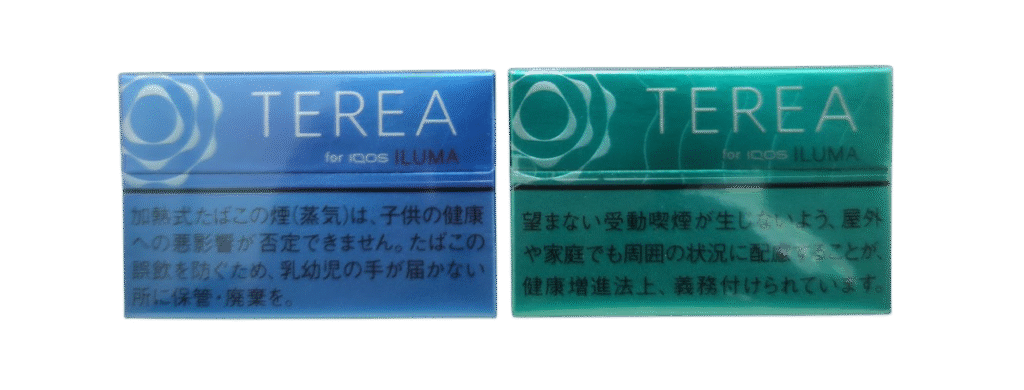 TEREA
for IQOS ILUMA
加熱式たばこの煙(蒸気)は、子供の健康
への悪影響が否定できません。たばこの
誤飲を防ぐため、乳幼児の手が届かない
所に保管・廃棄を。
TEREA
for IQOS ILUMA
望まない受動喫煙が生じないよう、屋外
や家庭でも周囲の状況に配慮することが、
健康増進法上、義務付けられています。